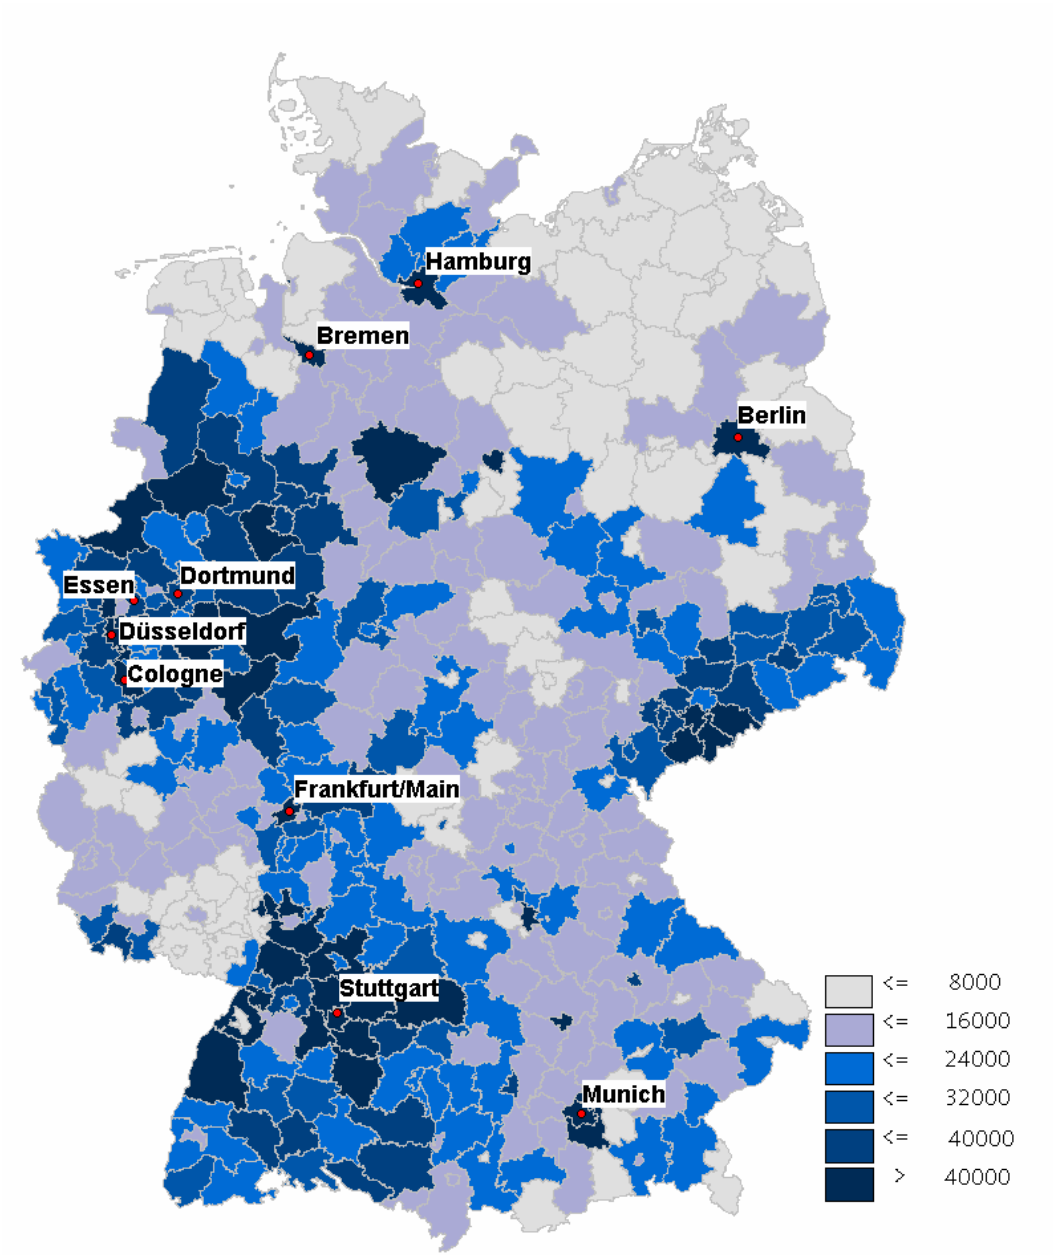 Hamburg
Bremen
Berlin
Dortmund
Essen
Düsseldorf
Cologne
Frankfurt/Main
Stuttgart
Munich
<= 8000
<= 16000
<= 24000
<= 32000
<= 40000
> 40000